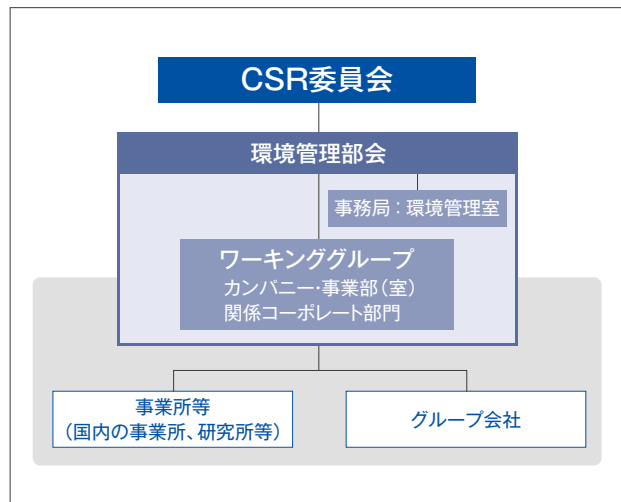 CSR委員会
環境管理部会
事務局：環境管理室
ワーキンググループ
カンパニー・事業部（室）
関係コーポレート部門
事業所等
（国内の事業所、研究所等）
グループ会社